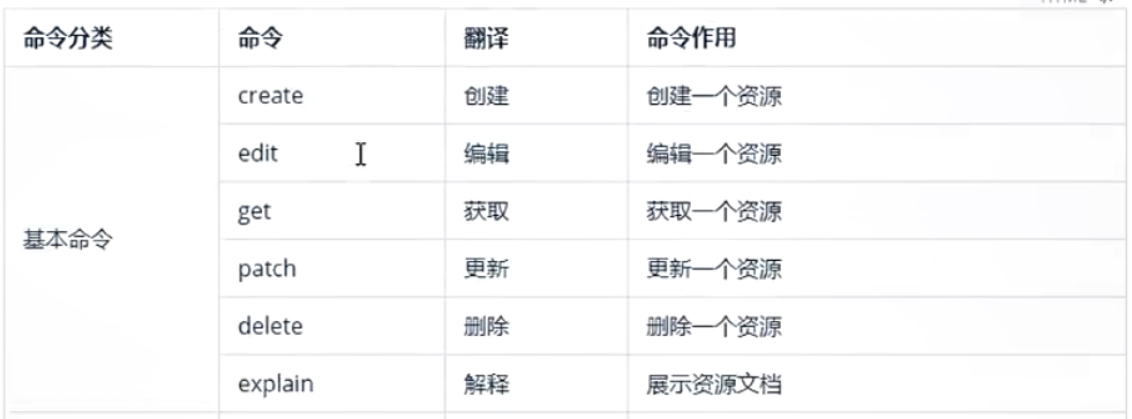 命令分类 命令 翻译 命令作用
create 创建 创建一个资源
edit 编辑 编辑一个资源
get 获取 获取一个资源
基本命令
patch 更新 更新一个资源
delete 删除 删除一个资源
explain 解释 展示资源文档